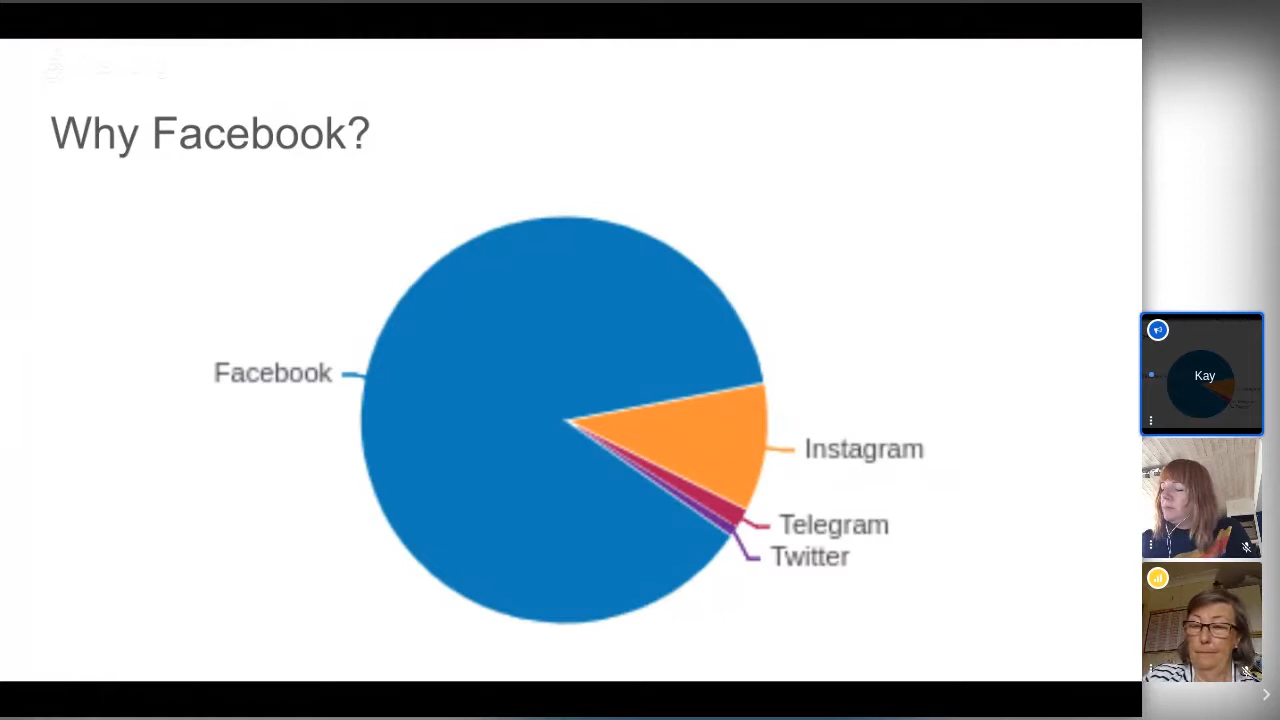 Why Facebook?
Facebook
Instagram
Telegram
Twitter
Kay